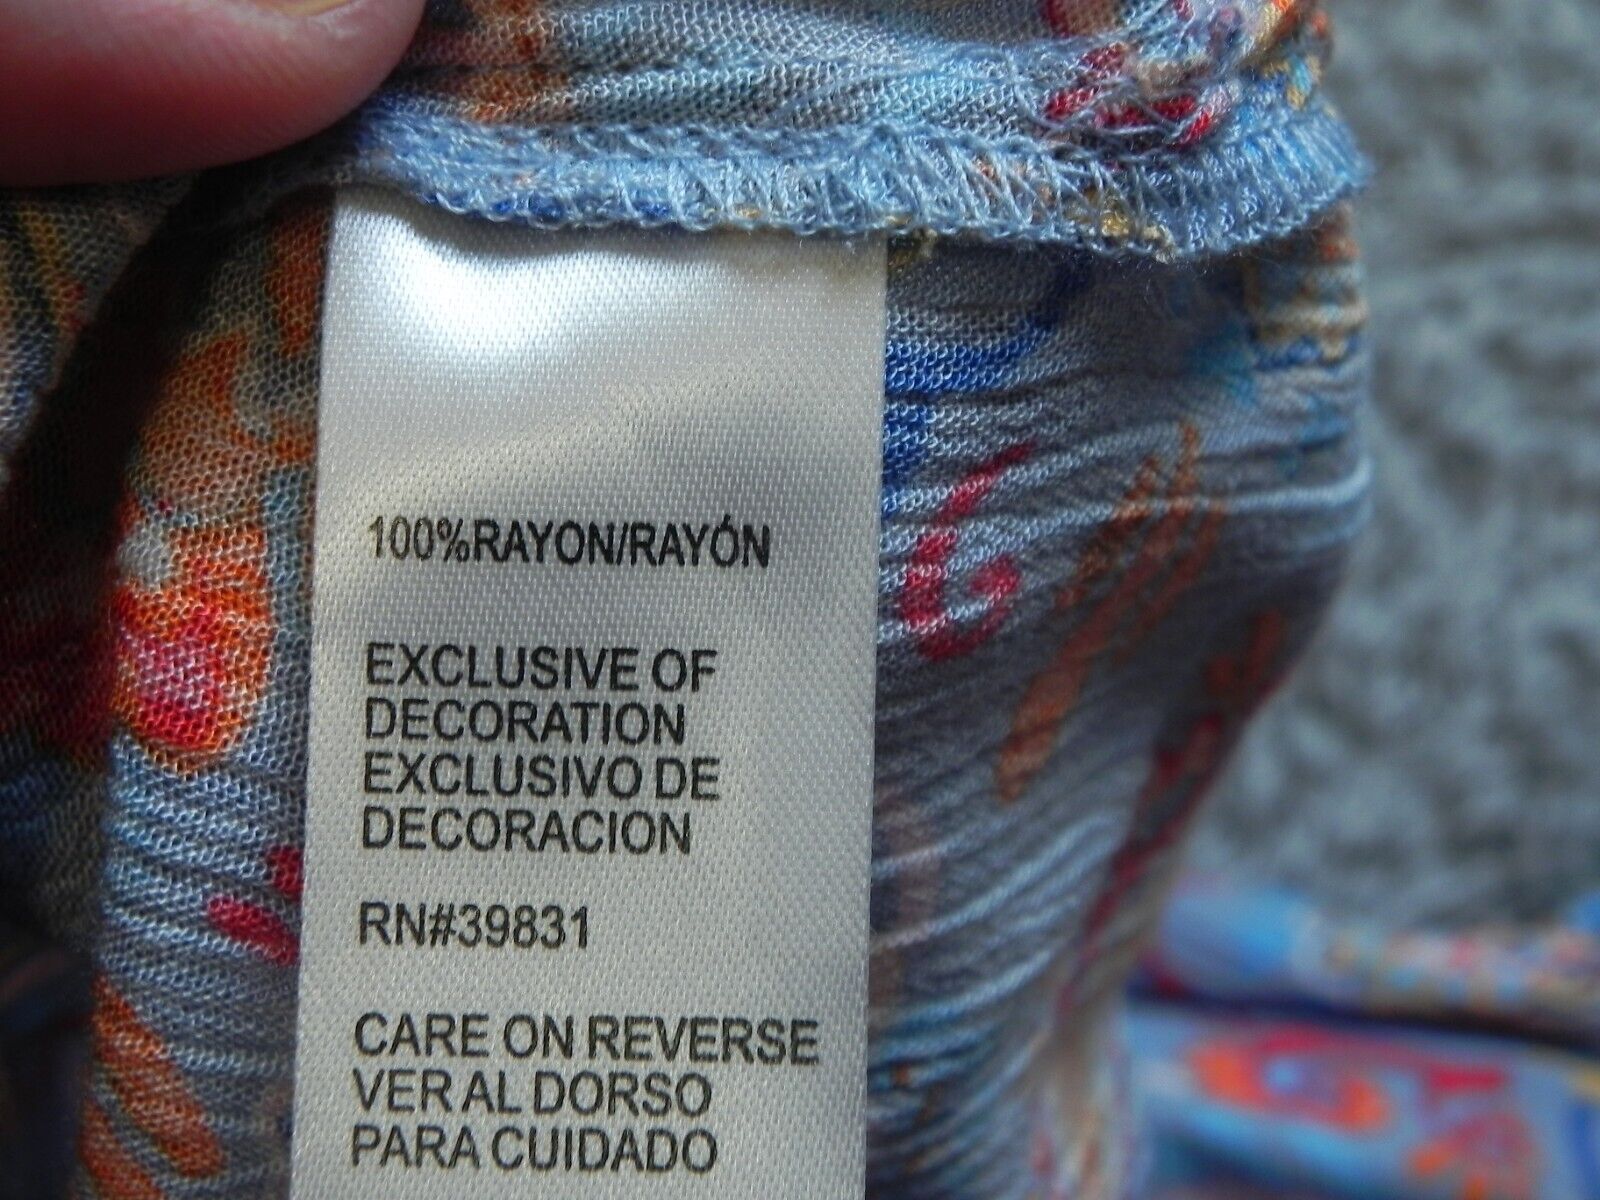 100%RAYON/RAYÓN
EXCLUSIVE OF
DECORATION
EXCLUSIVO DE
DECORACION
RN#39831
CARE ON REVERSE
VER AL DORSO
PARA CUIDADO